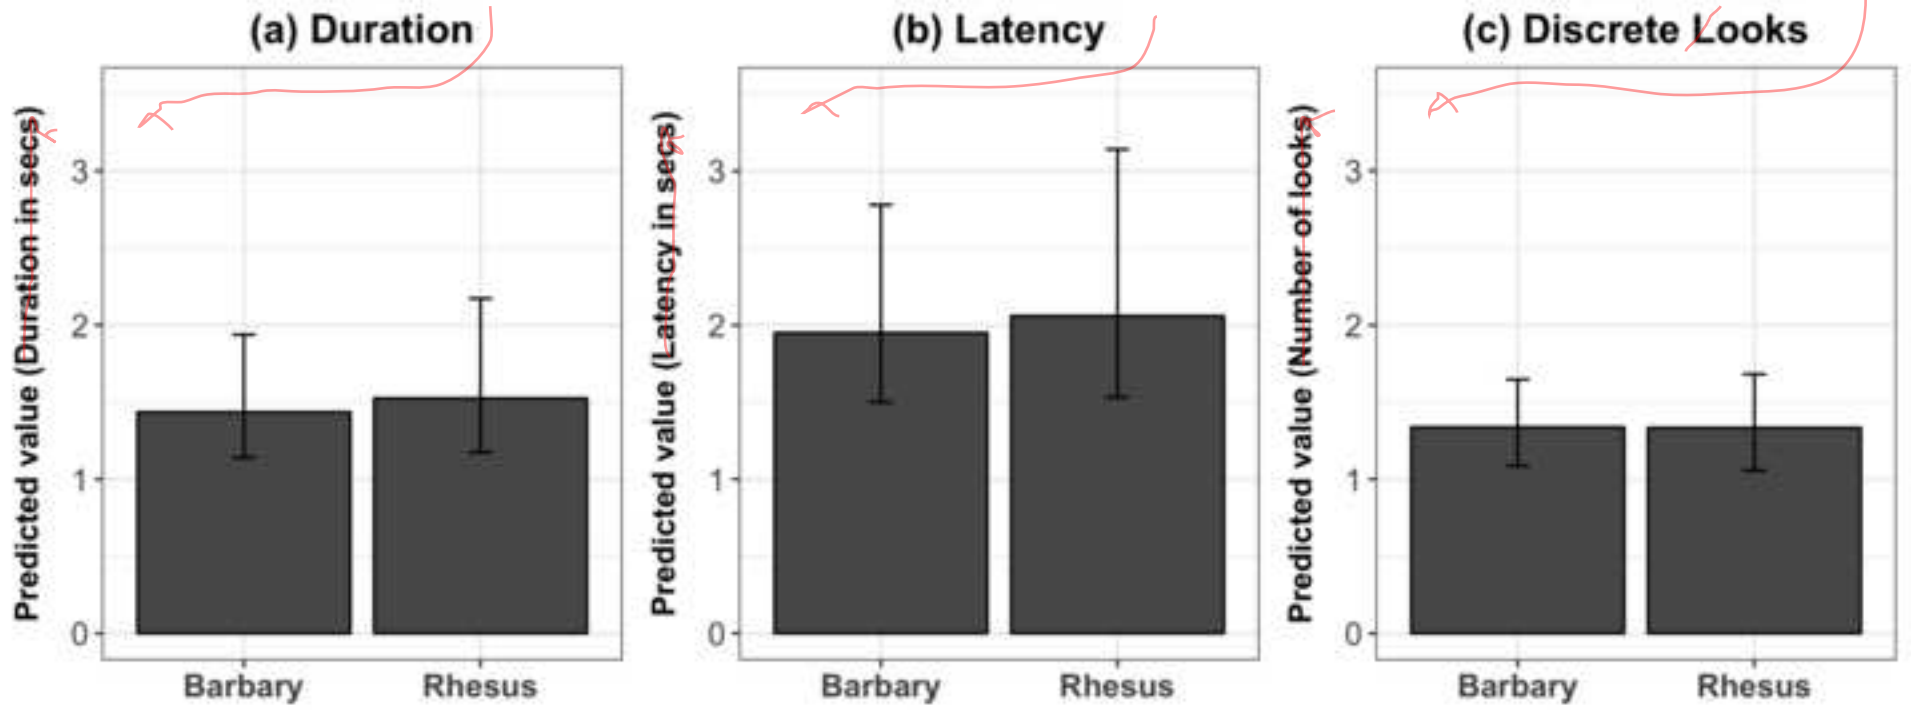 (a) Duration
(b) Latency
(c) Discrete Looks
Predicted value (Duration in secs)
3
2
1
0
Barbary
Rhesus
Predicted value (Latency in secs)
3
2
1
0
Barbary
Rhesus
Predicted value (Number of looks)
3
2
1
0
Barbary
Rhesus